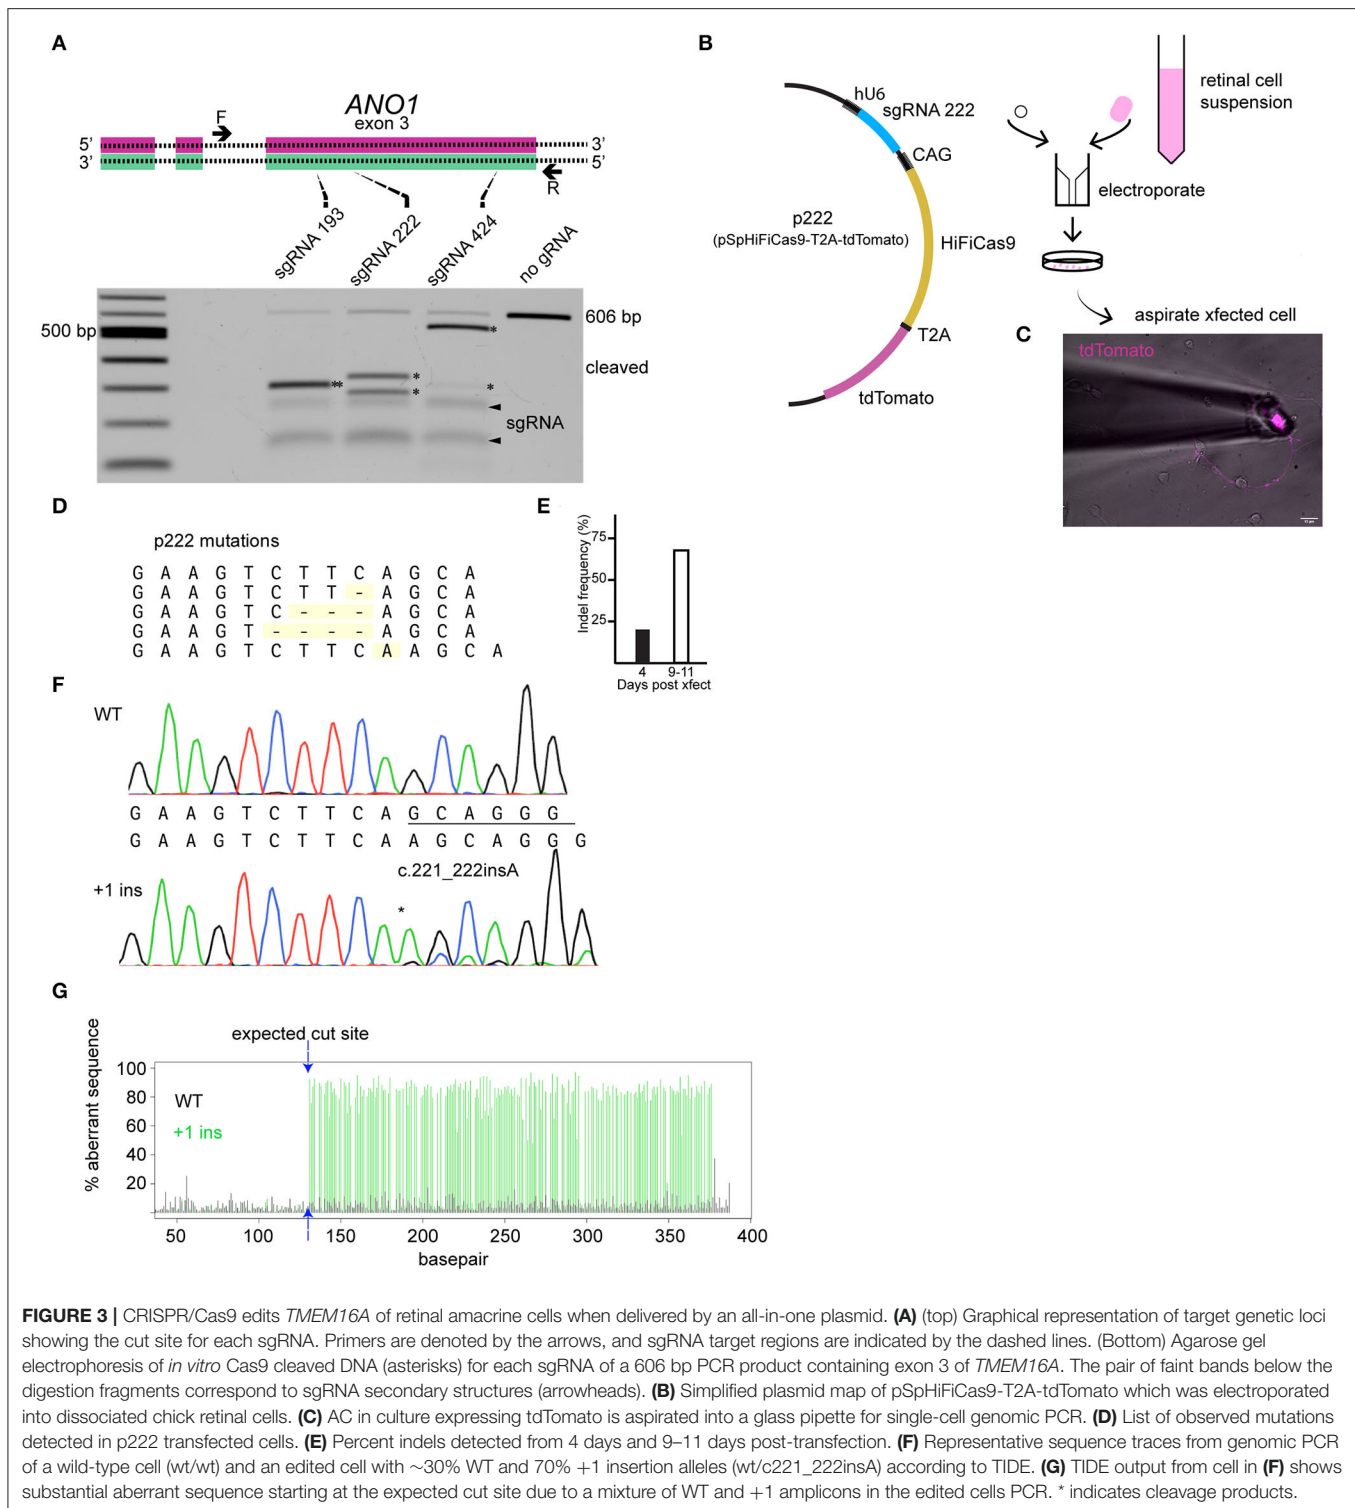 A
ANO1
exon 3
F
5' 3'
3' 5'
R
sgRNA 193
sgRNA 222
sgRNA 424
no gRNA
500 bp
606 bp
*
cleaved
** * *
*
sgRNA
B
hU6
sgRNA 222
CAG
p222
(pSpHiFiCas9-T2A-tdTomato)
HiFiCas9
T2A
tdTomato
retinal cell
suspension
electroporate
aspirate xfected cell
C
tdTomato
D
p222 mutations
G A A G T C T T C A G C A
G A A G T C T T - A G C A
G A A G T C - - - A G C A
G A A G T - - - - A G C A
G A A G T C T T C A A G C A
E
Indel frequency (%)
75
50
25
4 9-11
Days post xfect
F
WT
G A A G T C T T C A G C A G G G
G A A G T C T T C A A G C A G G G
c.221_222insA
+1 ins
*
G
expected cut site
% aberrant sequence
100
80
60
40
20
WT
+1 ins
50 100 150 200 250 300 350 400
basepair
FIGURE 3 | CRISPR/Cas9 edits TMEM16A of retinal amacrine cells when delivered by an all-in-one plasmid. (A) (top) Graphical representation of target genetic loci
showing the cut site for each sgRNA. Primers are denoted by the arrows, and sgRNA target regions are indicated by the dashed lines. (Bottom) Agarose gel
electrophoresis of in vitro Cas9 cleaved DNA (asterisks) for each sgRNA of a 606 bp PCR product containing exon 3 of TMEM16A. The pair of faint bands below the
digestion fragments correspond to sgRNA secondary structures (arrowheads). (B) Simplified plasmid map of pSpHiFiCas9-T2A-tdTomato which was electroporated
into dissociated chick retinal cells. (C) AC in culture expressing tdTomato is aspirated into a glass pipette for single-cell genomic PCR. (D) List of observed mutations
detected in p222 transfected cells. (E) Percent indels detected from 4 days and 9–11 days post-transfection. (F) Representative sequence traces from genomic PCR
of a wild-type cell (wt/wt) and an edited cell with ~30% WT and 70% +1 insertion alleles (wt/c221_222insA) according to TIDE. (G) TIDE output from cell in (F) shows
substantial aberrant sequence starting at the expected cut site due to a mixture of WT and +1 amplicons in the edited cells PCR. * indicates cleavage products.